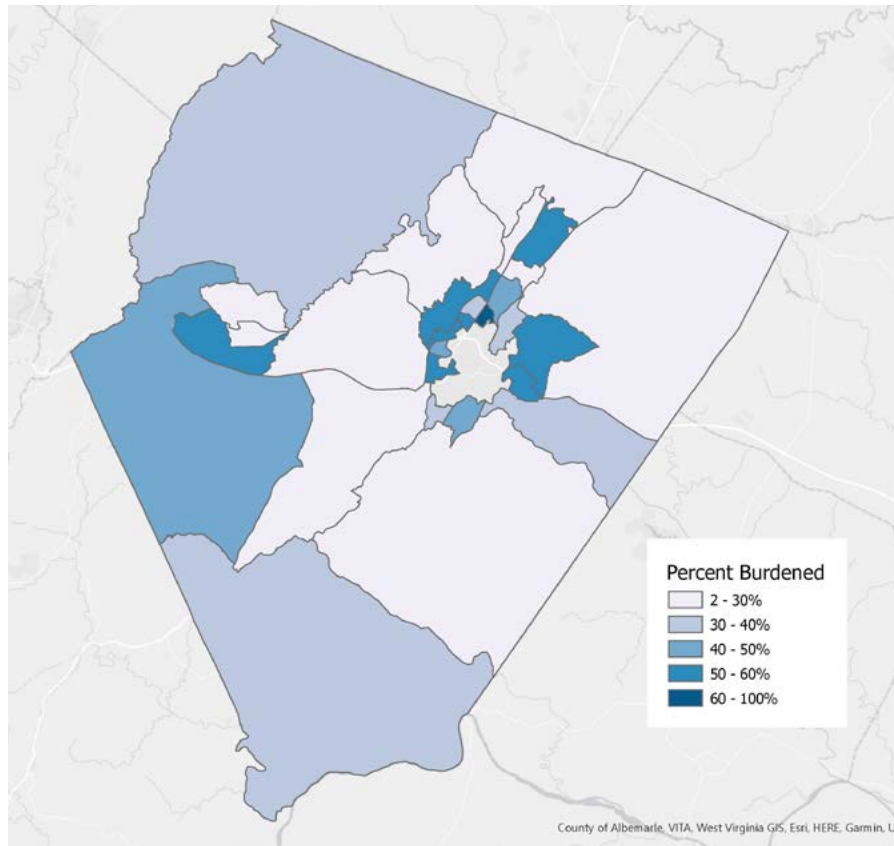 Percent Burdened
2 - 30%
30 - 40%
40 - 50%
50 - 60%
60 - 100%
County of Albemarle, VITA, West Virginia GIS, Esri, HERE, Garmin, U